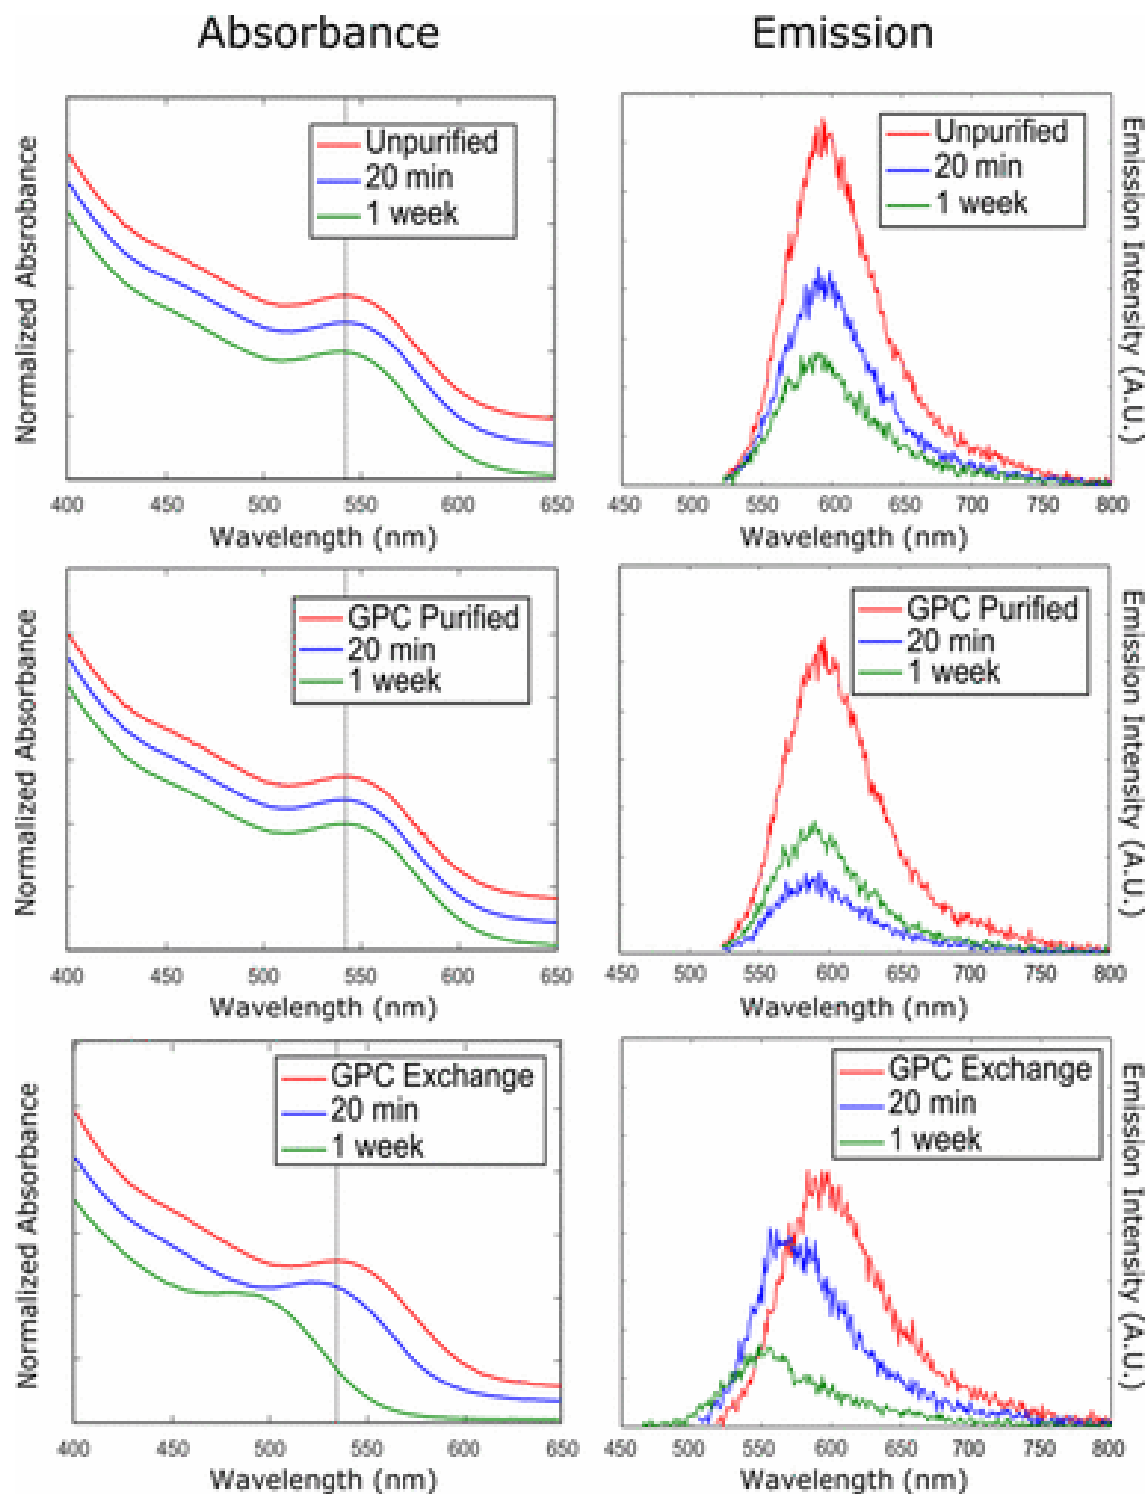 Absorbance
Emission
Normalized Absrobance
Unpurified
20 min
1 week
400 450 500 550 600 650
Wavelength (nm)
Unpurified
20 min
1 week
450 500 550 600 650 700 750 800
Wavelength (nm)
Emission Intensity (A.U.)
Normalized Absorbance
GPC Purified
20 min
1 week
400 450 500 550 600 650
Wavelength (nm)
GPC Purified
20 min
1 week
450 500 550 600 650 700 750 800
Wavelength (nm)
Emission Intensity (A.U.)
Normalized Absorbance
GPC Exchange
20 min
1 week
400 450 500 550 600 650
Wavelength (nm)
GPC Exchange
20 min
1 week
450 500 550 600 650 700 750 800
Wavelength (nm)
Emission Intensity (A.U.)